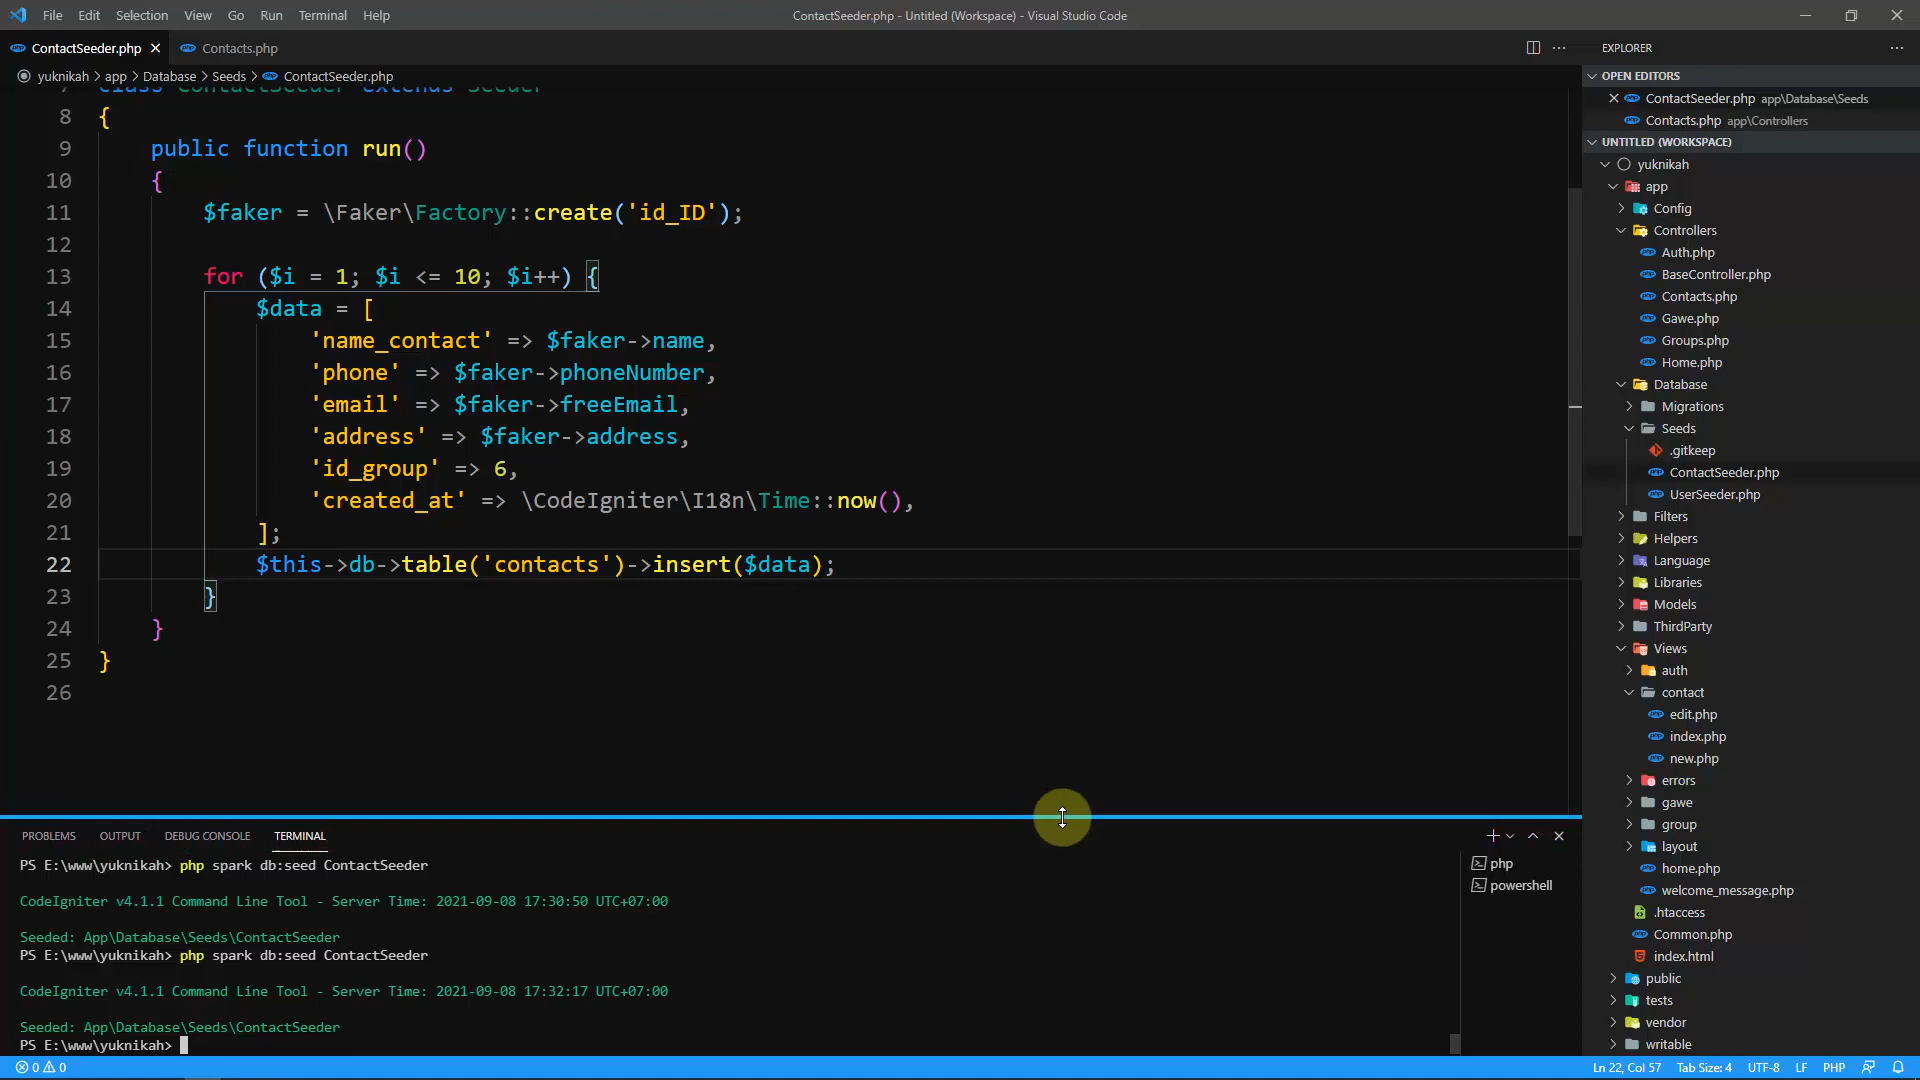 File Edit Selection View Go Run Terminal Help
ContactSeeder.php - Untitled (Workspace) - Visual Studio Code
ContactSeeder.php Contacts.php
yuknikah > app > Database > Seeds > ContactSeeder.php
7 class ContactSeeder extends Seeder
8 {
9 public function run()
10 {
11 $faker = \Faker\Factory::create('id_ID');
12
13 for ($i = 1; $i <= 10; $i++) {
14 $data = [
15 'name_contact' => $faker->name,
16 'phone' => $faker->phoneNumber,
17 'email' => $faker->freeEmail,
18 'address' => $faker->address,
19 'id_group' => 6,
20 'created_at' => \CodeIgniter\I18n\Time::now(),
21 ];
22 $this->db->table('contacts')->insert($data);
23 }
24 }
25 }
26
PROBLEMS OUTPUT DEBUG CONSOLE TERMINAL
PS E:\www\yuknikah> php spark db:seed ContactSeeder
CodeIgniter v4.1.1 Command Line Tool - Server Time: 2021-09-08 17:30:50 UTC+07:00
Seeded: App\Database\Seeds\ContactSeeder
PS E:\www\yuknikah> php spark db:seed ContactSeeder
CodeIgniter v4.1.1 Command Line Tool - Server Time: 2021-09-08 17:32:17 UTC+07:00
Seeded: App\Database\Seeds\ContactSeeder
PS E:\www\yuknikah>
php
powershell
EXPLORER
OPEN EDITORS
ContactSeeder.php app\Database\Seeds
Contacts.php app\Controllers
UNTITLED (WORKSPACE)
yuknikah
app
Config
Controllers
Auth.php
BaseController.php
Contacts.php
Gawe.php
Groups.php
Home.php
Database
Migrations
Seeds
.gitkeep
ContactSeeder.php
UserSeeder.php
Filters
Helpers
Language
Libraries
Models
ThirdParty
Views
auth
contact
edit.php
index.php
new.php
errors
gawe
group
layout
home.php
welcome_message.php
.htaccess
Common.php
index.html
public
tests
vendor
writable
0 0
Ln 22, Col 57 Tab Size: 4 UTF-8 LF PHP